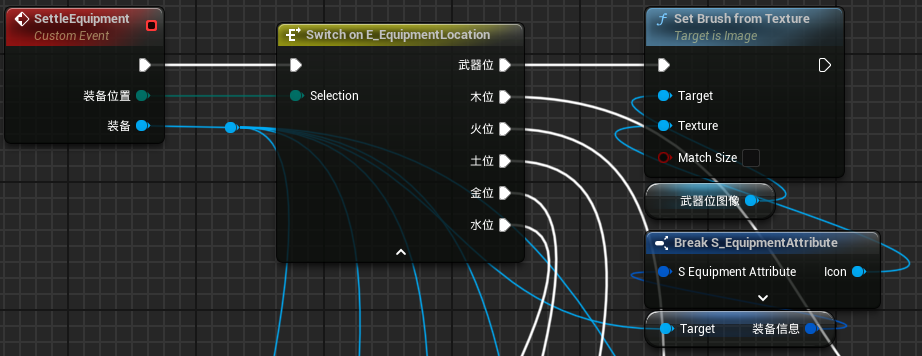 SettleEquipment
Custom Event
装备位置
装备
Switch on E_EquipmentLocation
Selection
武器位
木位
火位
土位
金位
水位
Set Brush from Texture
Target is Image
Target
Texture
Match Size
武器位图像
Break S_EquipmentAttribute
S Equipment Attribute
Icon
Target
装备信息